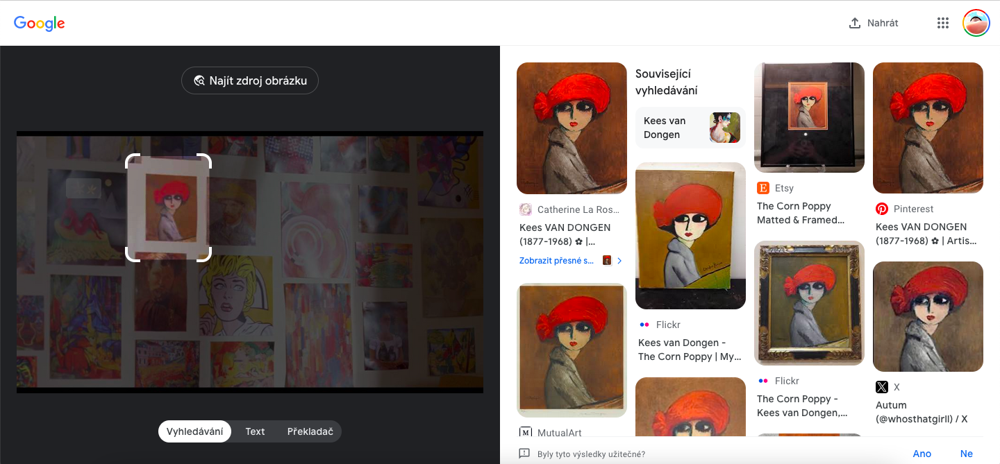 Google
Nahrát
Najít zdroj obrázku
Vyhledávání
Text
Překladač
Catherine La Ros...
Kees VAN DONGEN
(1877-1968) ✿ |...
Zobrazit přesné s...
MutualArt
Související
vyhledávání
Kees van
Dongen
Flickr
Kees van Dongen -
The Corn Poppy | My...
Etsy
The Corn Poppy
Matted & Framed...
Flickr
The Corn Poppy -
Kees van Dongen,...
Pinterest
Kees VAN DONGEN
(1877-1968) ✿ | Artis...
X
Autum
(@whosthatgirll) / X
Byly tyto výsledky užitečné?
Ano
Ne